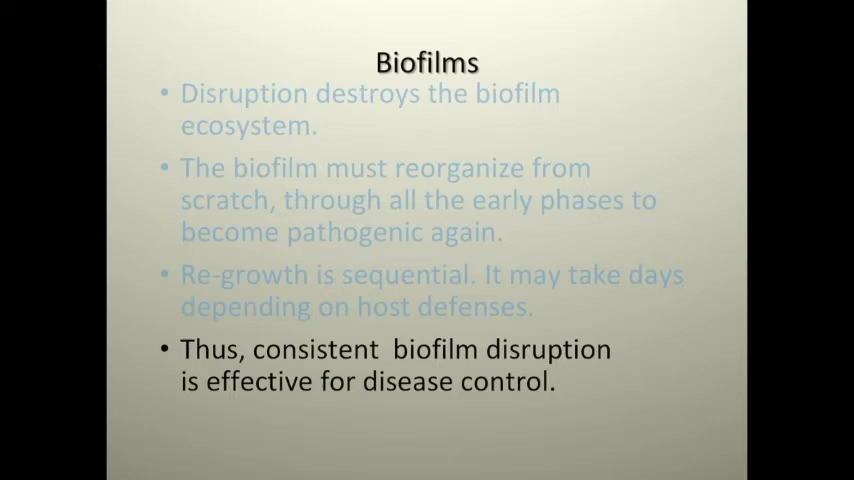 Biofilms
• Disruption destroys the biofilm
ecosystem.
• The biofilm must reorganize from
scratch, through all the early phases to
become pathogenic again.
• Re-growth is sequential. It may take days
depending on host defenses.
• Thus, consistent  biofilm disruption
is effective for disease control.